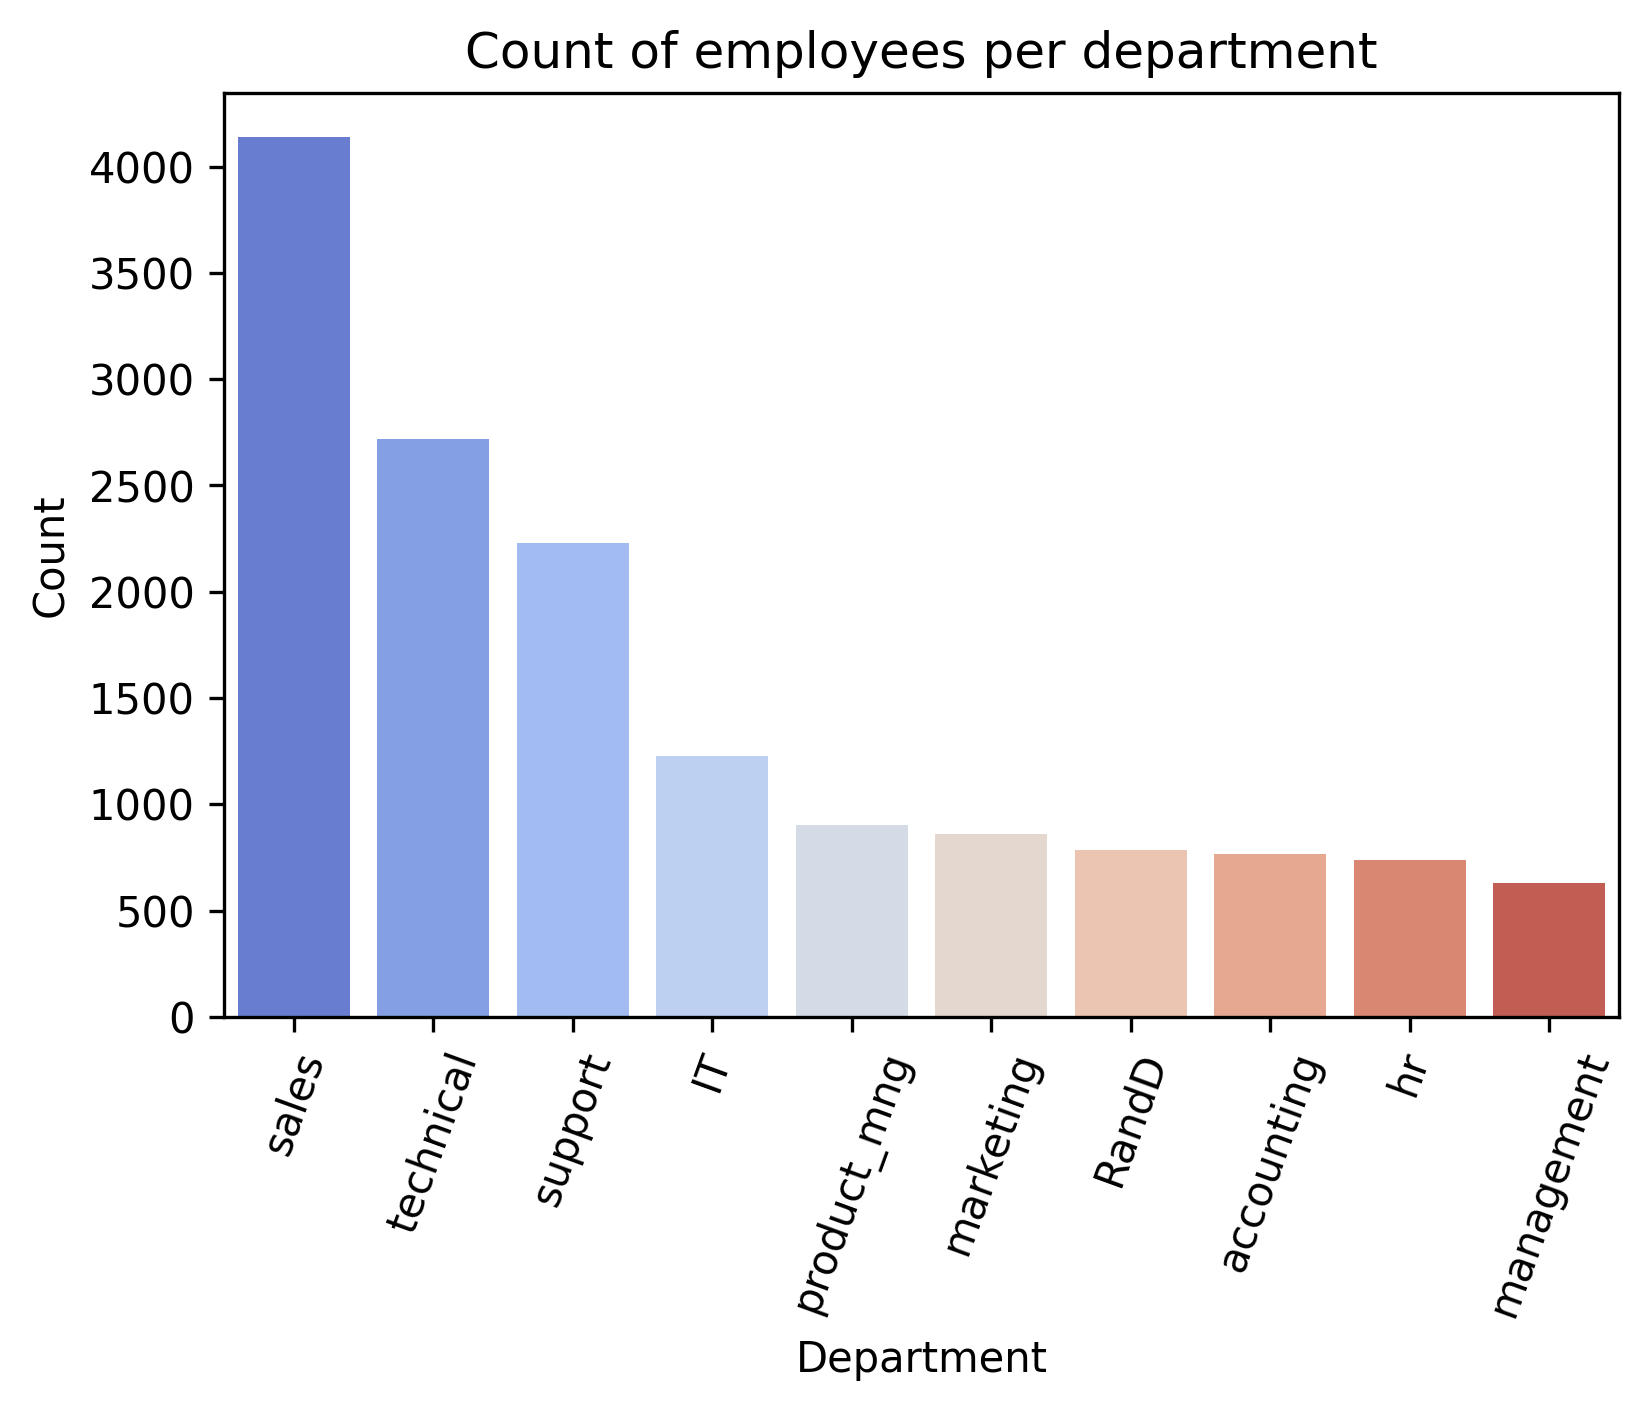 Count of employees per department
4000
3500
3000
2500
2000
1500
1000
500
0
Count
sales
technical
support
IT
product_mng
marketing
RandD
accounting
hr
management
Department